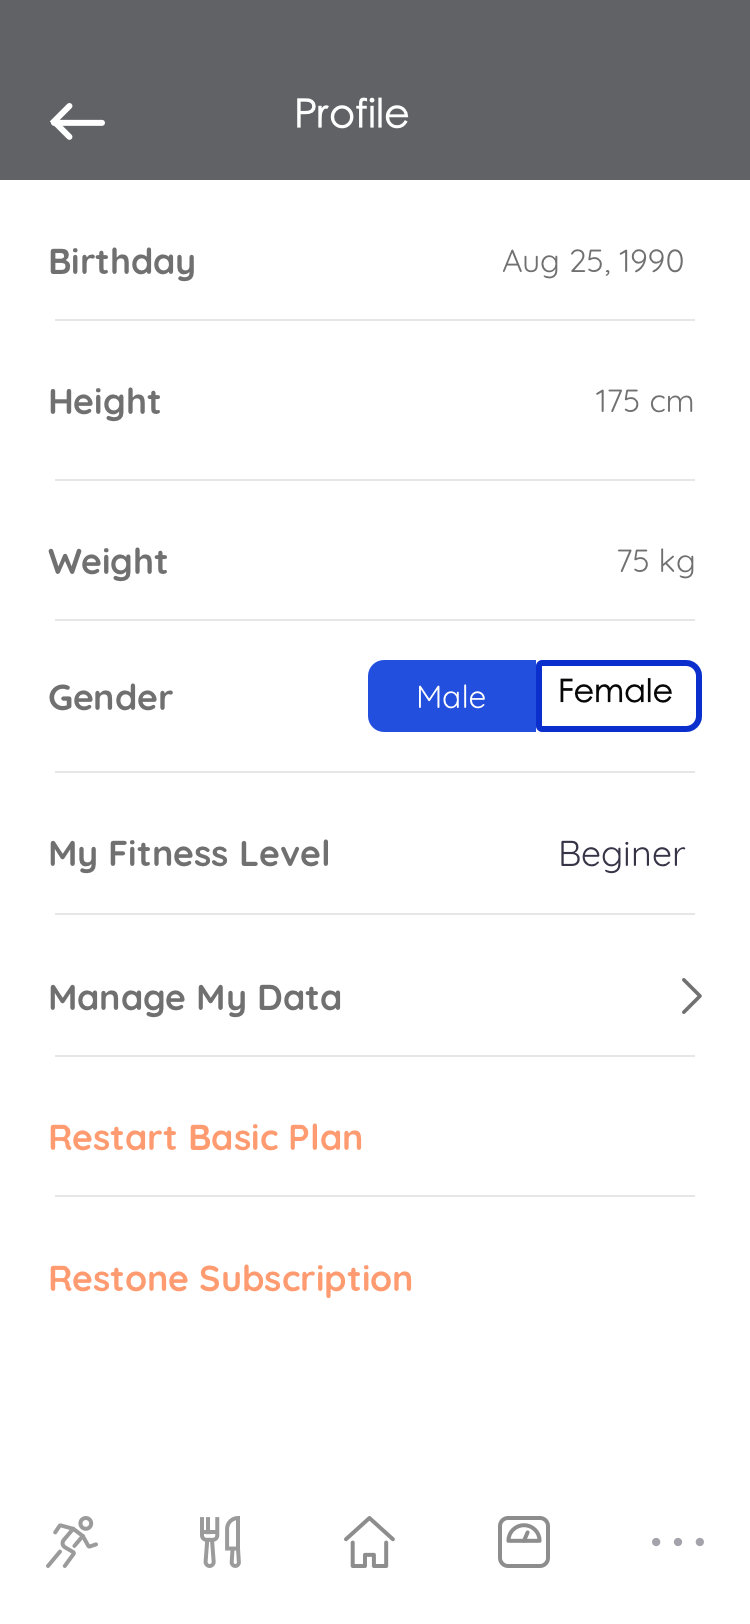 Profile
Birthday Aug 25, 1990
Height 175 cm
Weight 75 kg
Gender Male Female
My Fitness Level Beginer
Manage My Data
Restart Basic Plan
Restone Subscription